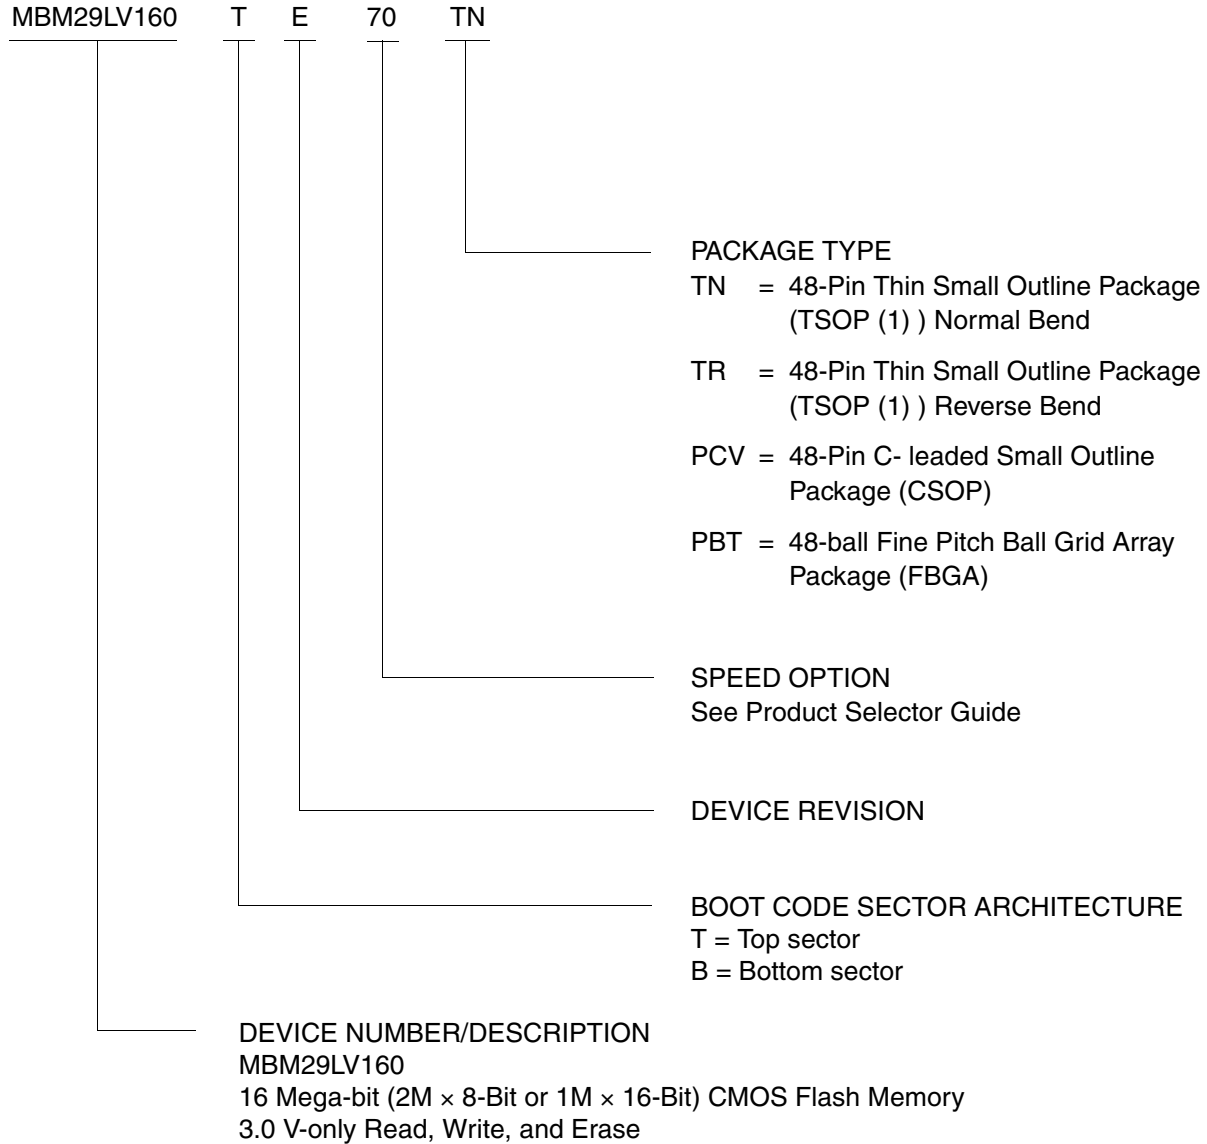 MBM29LV160 T E 70 TN
PACKAGE TYPE
TN = 48-Pin Thin Small Outline Package
(TSOP (1) ) Normal Bend
TR = 48-Pin Thin Small Outline Package
(TSOP (1) ) Reverse Bend
PCV = 48-Pin C- leaded Small Outline
Package (CSOP)
PBT = 48-ball Fine Pitch Ball Grid Array
Package (FBGA)
SPEED OPTION
See Product Selector Guide
DEVICE REVISION
BOOT CODE SECTOR ARCHITECTURE
T = Top sector
B = Bottom sector
DEVICE NUMBER/DESCRIPTION
MBM29LV160
16 Mega-bit (2M × 8-Bit or 1M × 16-Bit) CMOS Flash Memory
3.0 V-only Read, Write, and Erase